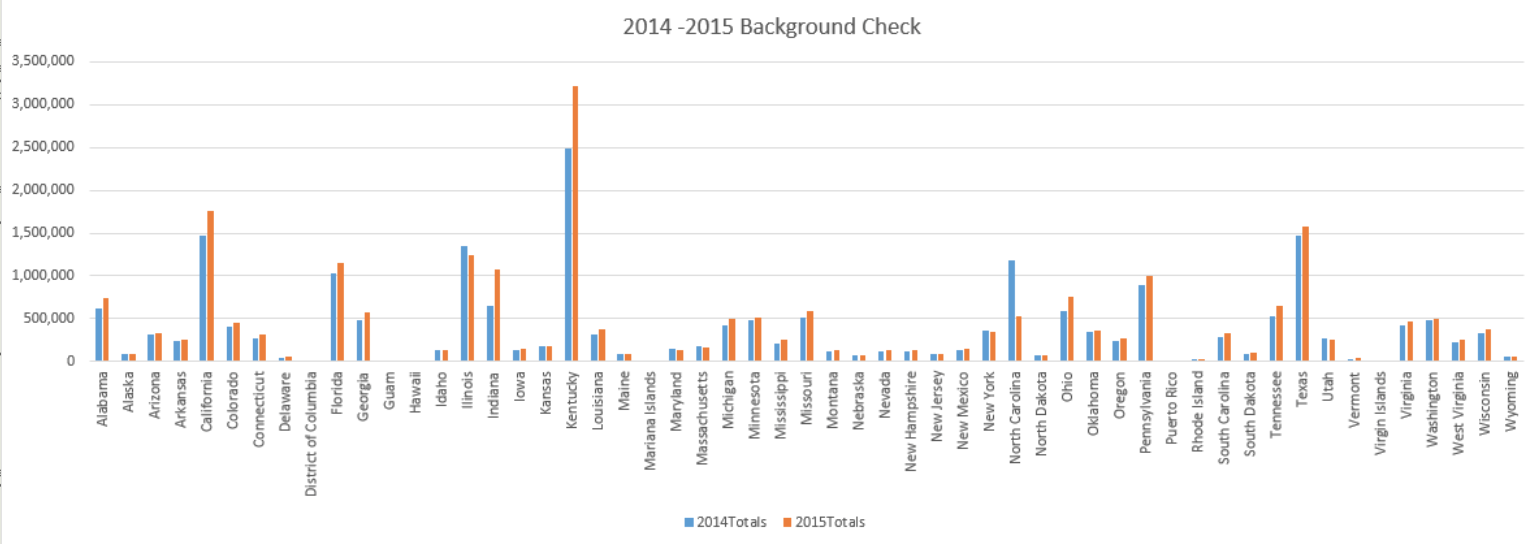 2014 -2015 Background Check
3,500,000
3,000,000
2,500,000
2,000,000
1,500,000
1,000,000
500,000
0
Alabama
Alaska
Arizona
Arkansas
California
Colorado
Connecticut
Delaware
District of Columbia
Florida
Georgia
Guam
Hawaii
Idaho
Illinois
Indiana
Iowa
Kansas
Kentucky
Louisiana
Maine
Mariana Islands
Maryland
Massachusetts
Michigan
Minnesota
Mississippi
Missouri
Montana
Nebraska
Nevada
New Hampshire
New Jersey
New Mexico
New York
North Carolina
North Dakota
Ohio
Oklahoma
Oregon
Pennsylvania
Puerto Rico
Rhode Island
South Carolina
South Dakota
Tennessee
Texas
Utah
Vermont
Virgin Islands
Virginia
Washington
West Virginia
Wisconsin
Wyoming
2014Totals
2015Totals